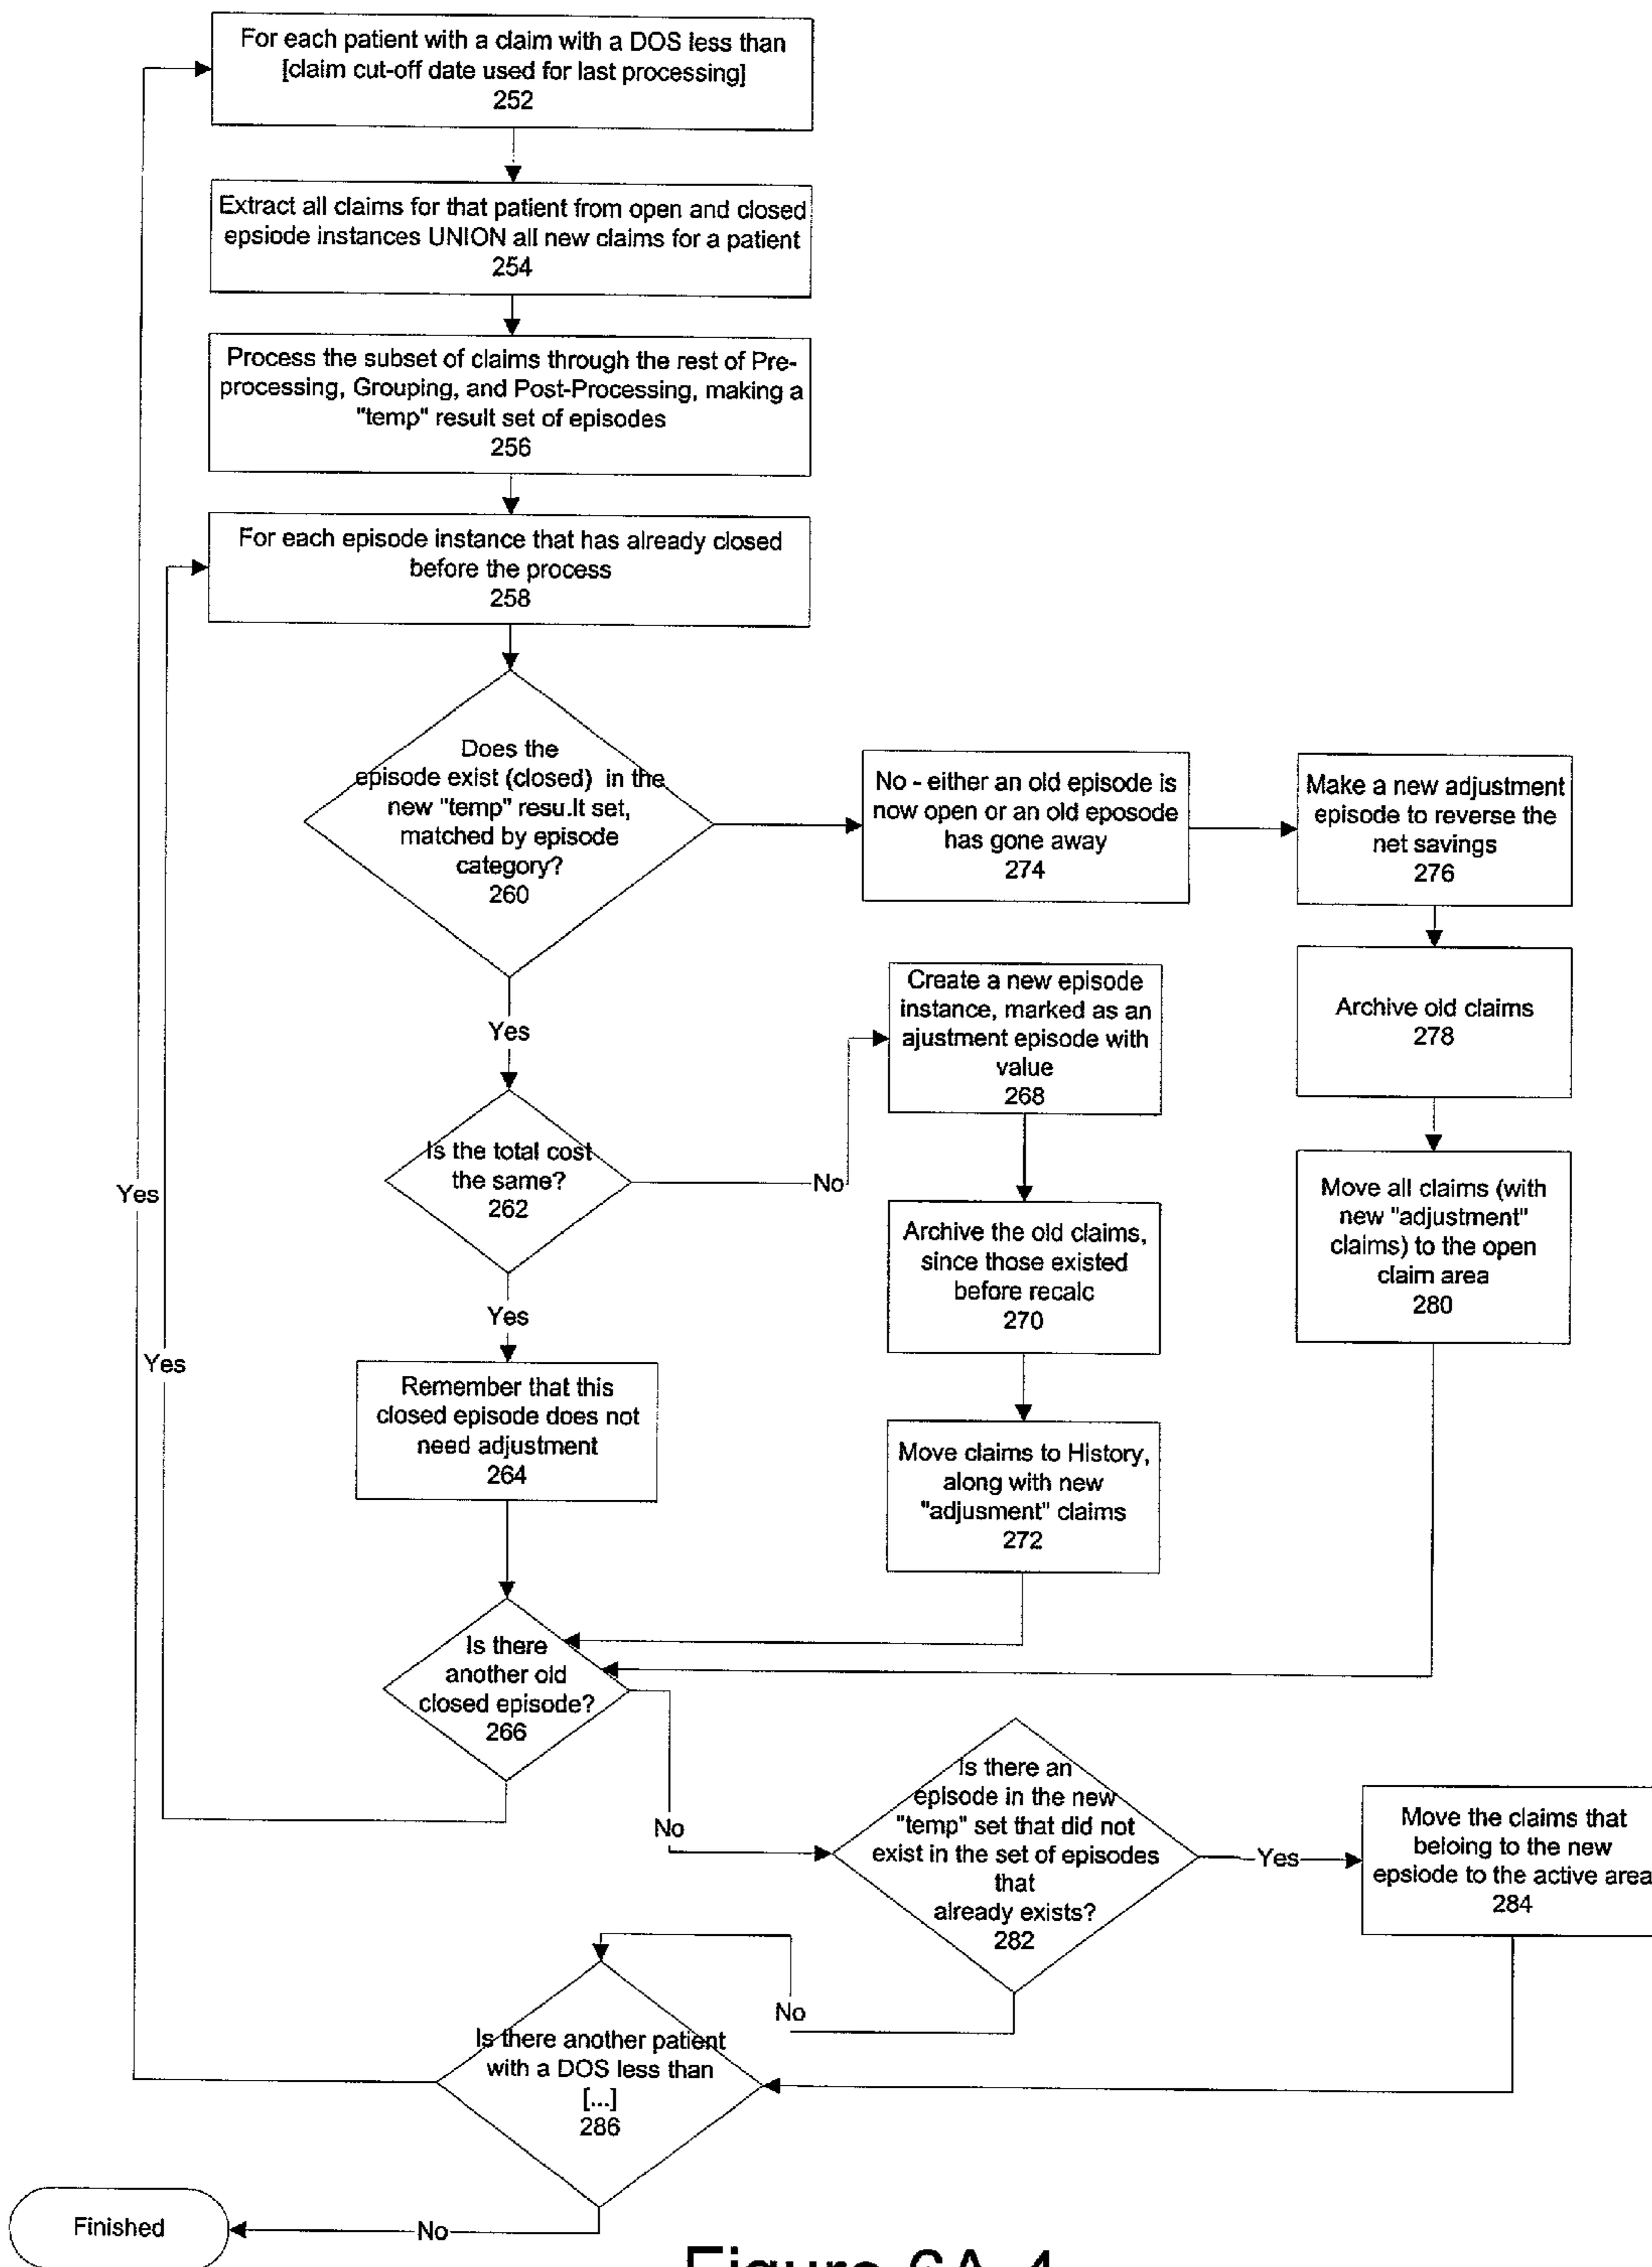 For each patient with a claim with a DOS less than
[claim cut-off date used for last processing]
252
Extract all claims for that patient from open and closed
epsiode instances UNION all new claims for a patient
254
Process the subset of claims through the rest of Pre-
processing, Grouping, and Post-Processing, making a
"temp" result set of episodes
256
For each episode instance that has already closed
before the process
258
Does the
episode exist (closed) in the
new "temp" resu.lt set,
matched by episode
category?
260
No - either an old episode is
now open or an old eposode
has gone away
274
Make a new adjustment
episode to reverse the
net savings
276
Archive old claims
278
Move all claims (with
new "adjustment"
claims) to the open
claim area
280
Yes
Is the total cost
the same?
262
No
Create a new episode
instance, marked as an
ajustment episode with
value
268
Archive the old claims,
since those existed
before recalc
270
Move claims to History,
along with new
"adjusment" claims
272
Yes
Remember that this
closed episode does not
need adjustment
264
Yes
Yes
Is there
another old
closed episode?
266
No
Is there an
episode in the new
"temp" set that did not
exist in the set of episodes
that
already exists?
282
Yes
Move the claims that
beloing to the new
epsiode to the active area
284
No
Is there another patient
with a DOS less than
[...]
286
No
Finished
Figure 6A-4